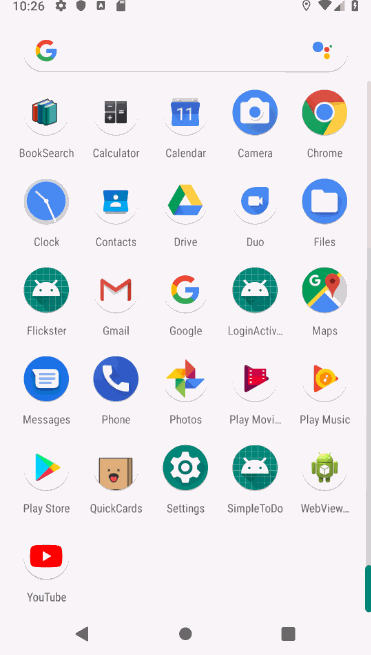 10:26
BookSearch Calculator Calendar Camera Chrome
Clock Contacts Drive Duo Files
Flickster Gmail Google LoginActiv... Maps
Messages Phone Photos Play Movi... Play Music
Play Store QuickCards Settings SimpleToDo WebView...
YouTube